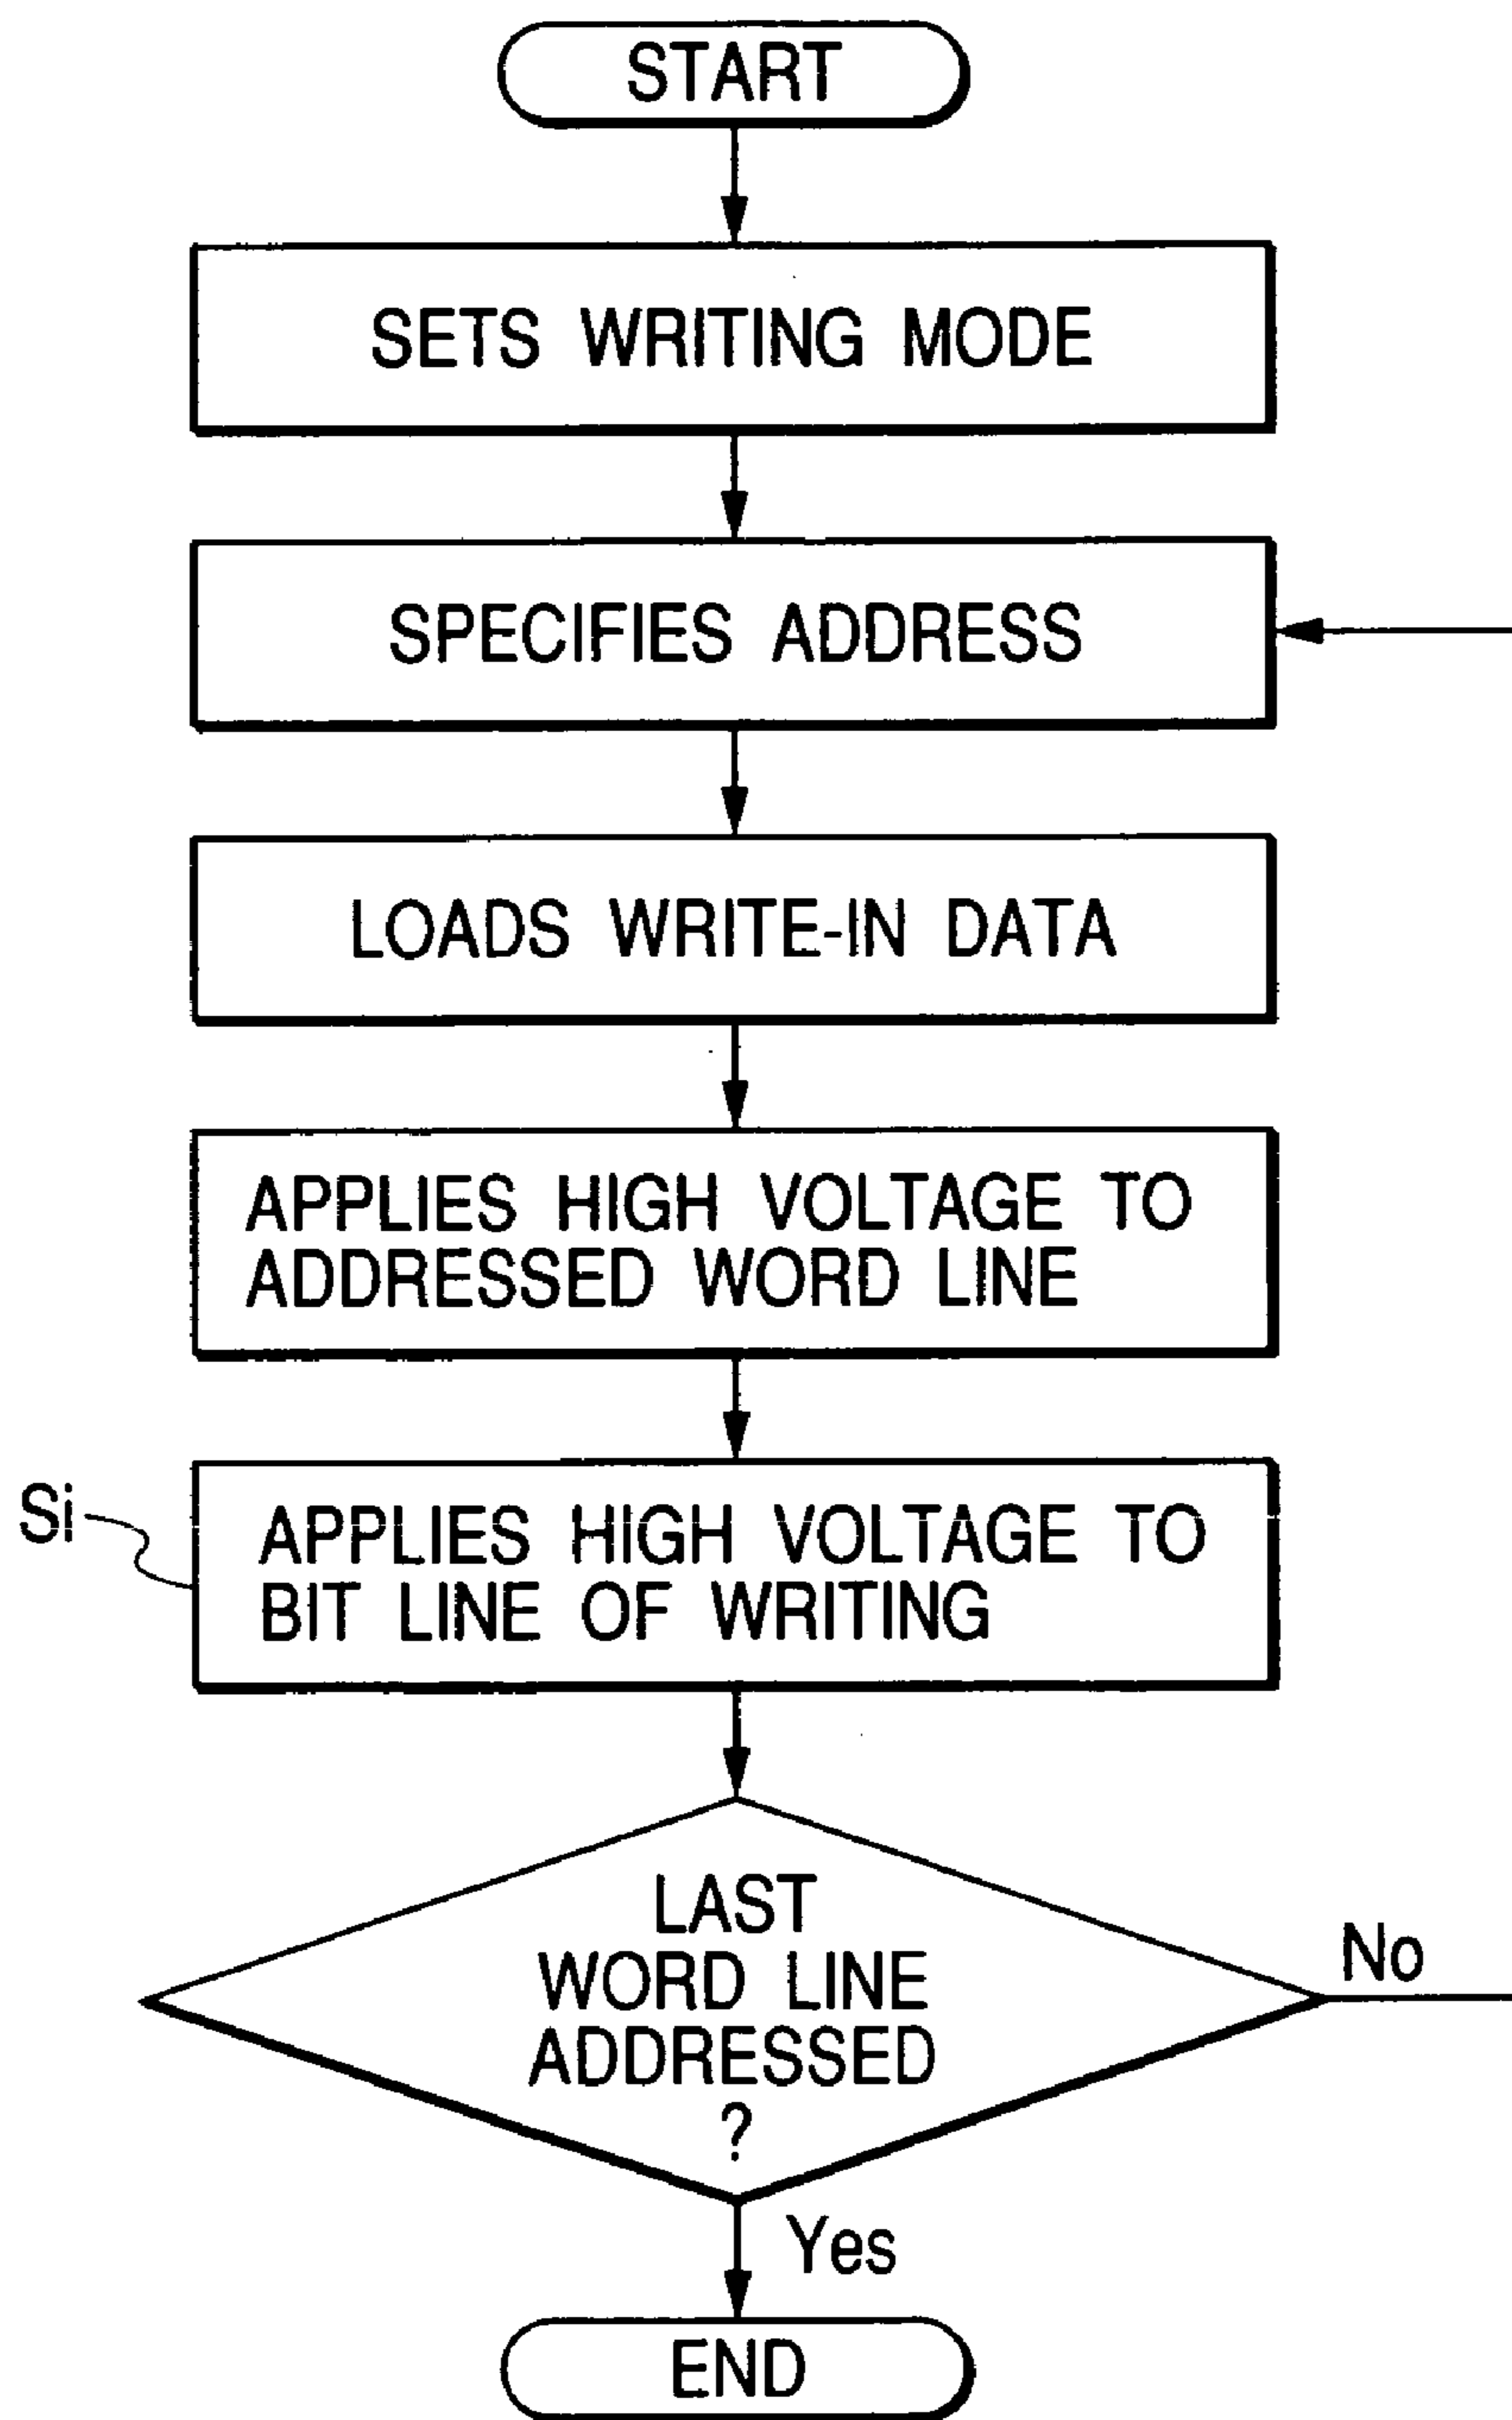 START
SETS WRITING MODE
SPECIFIES ADDRESS
LOADS WRITE-IN DATA
APPLIES HIGH VOLTAGE TO
ADDRESSED WORD LINE
Si
APPLIES HIGH VOLTAGE TO
BIT LINE OF WRITING
LAST
WORD LINE
ADDRESSED
?
No
Yes
END